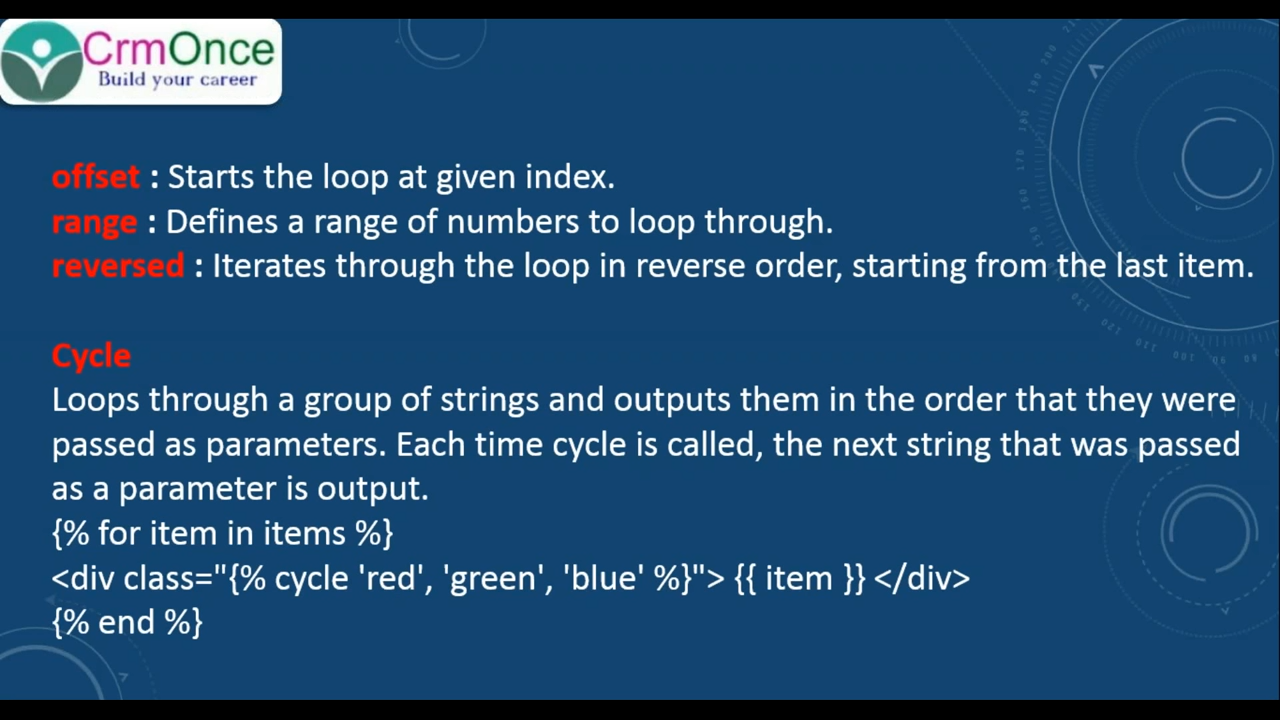 CrmOnce
Build your career
offset : Starts the loop at given index.
range : Defines a range of numbers to loop through.
reversed : Iterates through the loop in reverse order, starting from the last item.
Cycle
Loops through a group of strings and outputs them in the order that they were
passed as parameters. Each time cycle is called, the next string that was passed
as a parameter is output.
{% for item in items %}
<div class="{% cycle 'red', 'green', 'blue' %}"> {{ item }} </div>
{% end %}